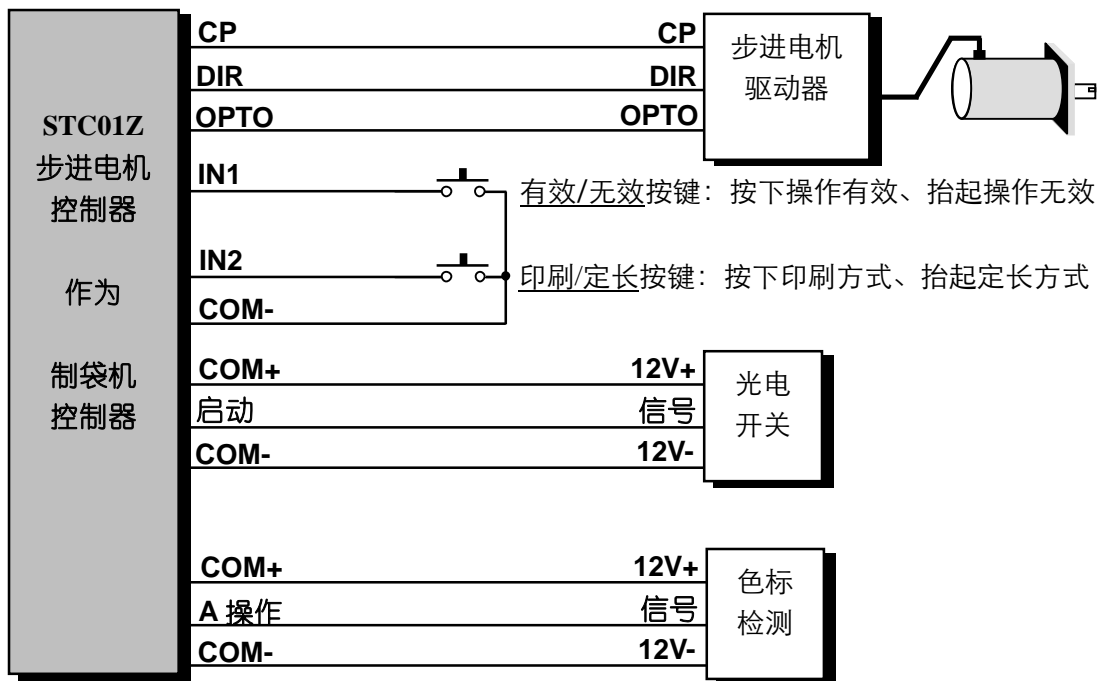 STC01Z
步进电机
控制器
作为
制袋机
控制器
CP CP
DIR DIR
OPTO OPTO
步进电机
驱动器
IN1
有效/无效按键：按下操作有效、抬起操作无效
IN2
印刷/定长按键：按下印刷方式、抬起定长方式
COM-
COM+ 12V+
启动 信号
COM- 12V-
光电
开关
COM+ 12V+
A 操作 信号
COM- 12V-
色标
检测